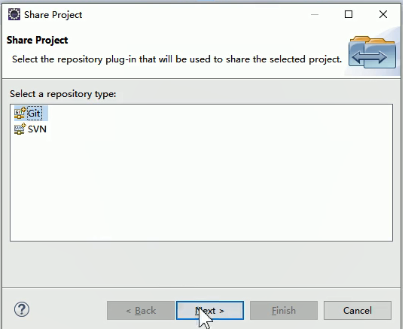 Share Project
Share Project
Select the repository plug-in that will be used to share the selected project.
Select a repository type:
Git
SVN
< Back
Next >
Finish
Cancel